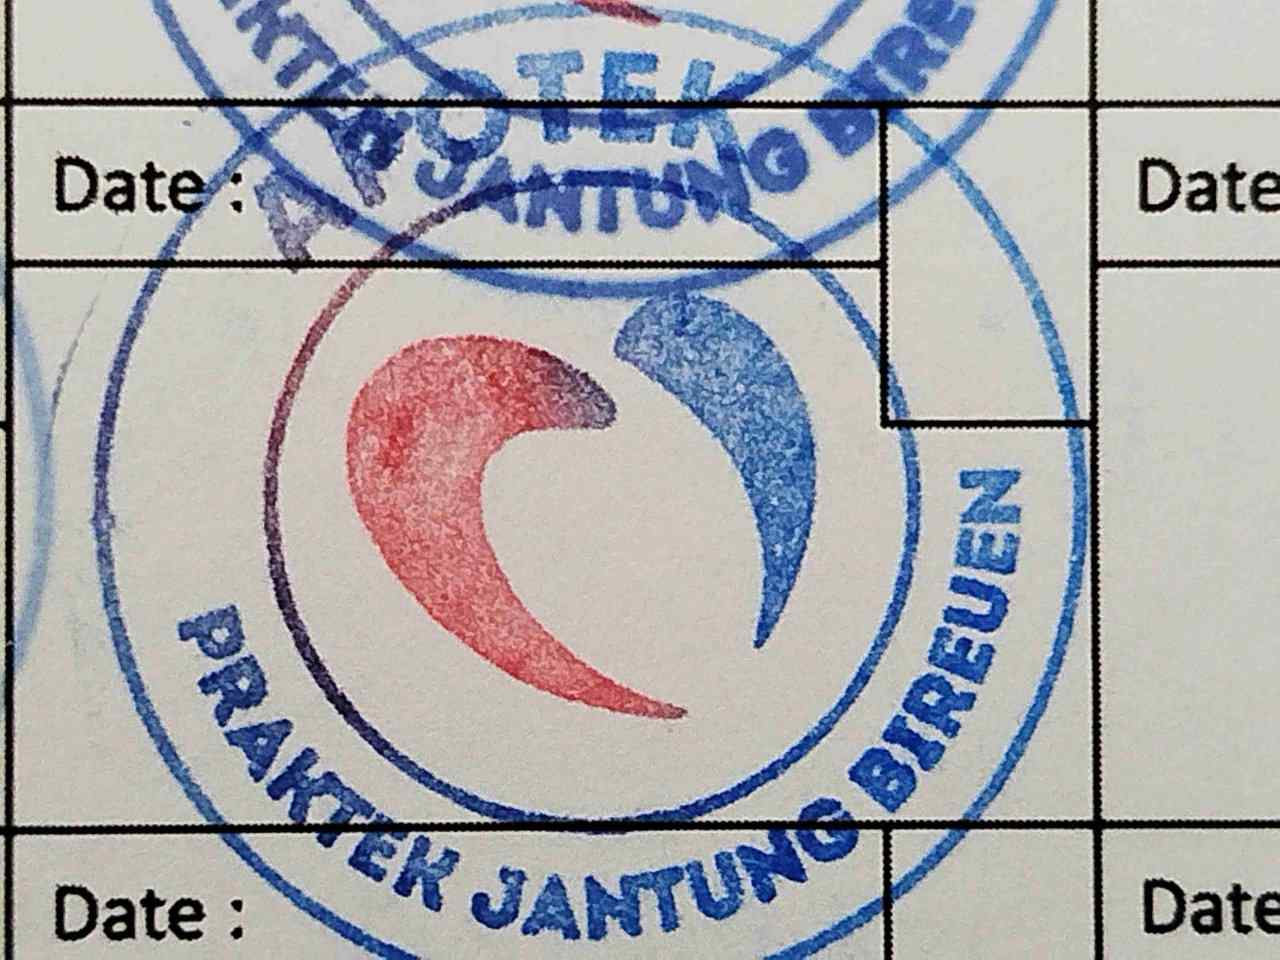 APOTEK
JANTUNG BIRE
Date :
Date
PRAKTEK JANTUNG BIREUEN
Date :
Date